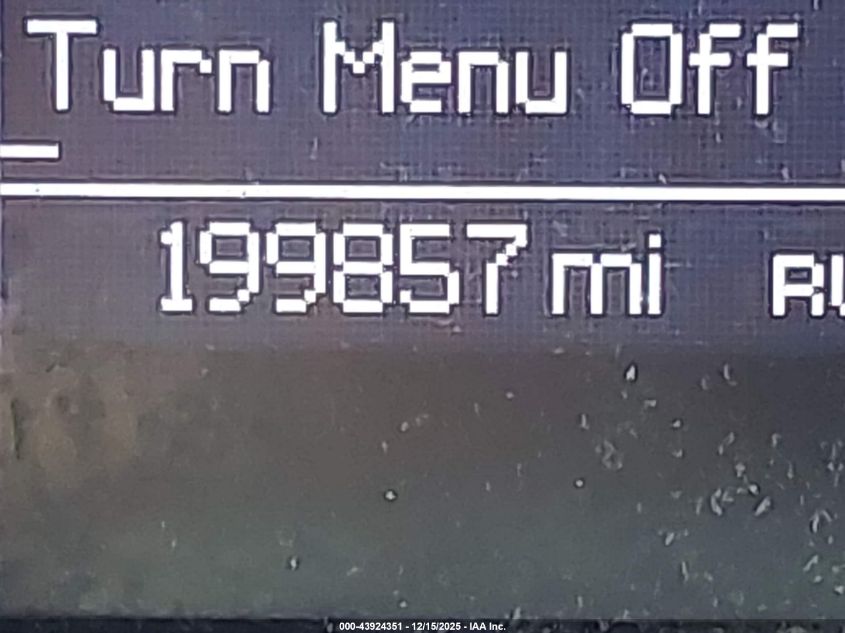 Turn Menu Off
199857 mi
000-43924351 - 12/15/2025 - IAA Inc.